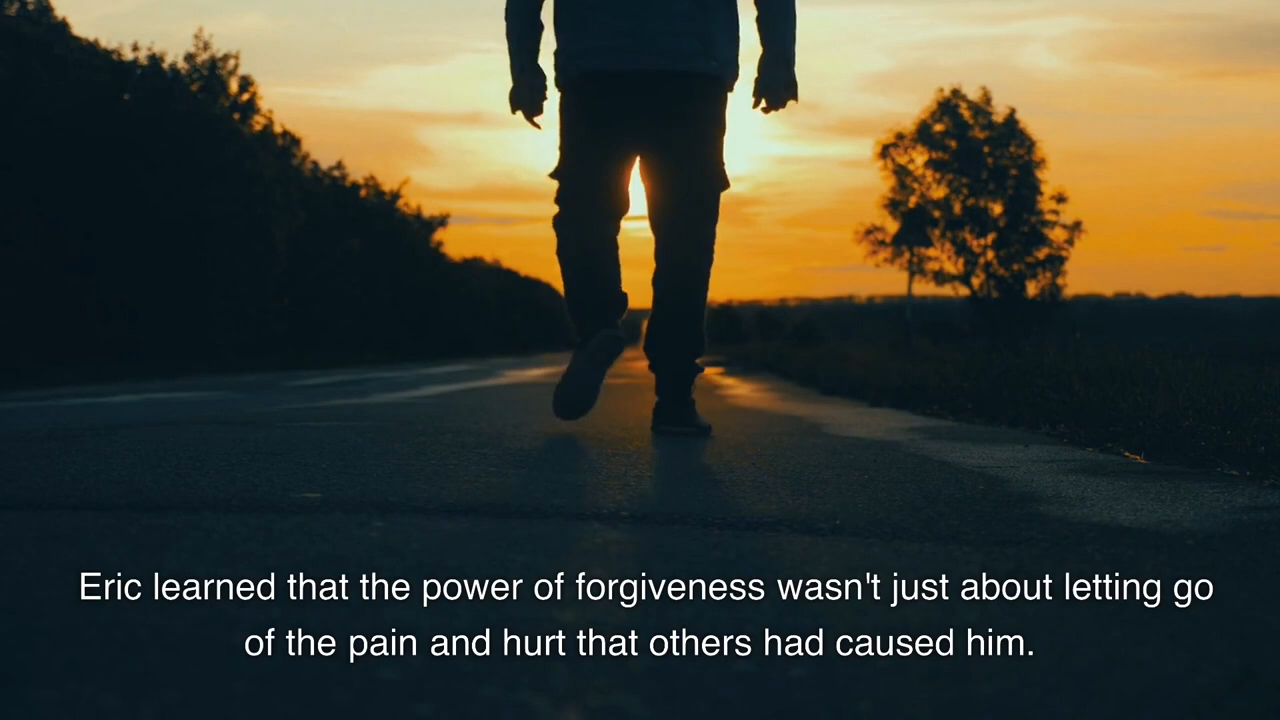 Eric learned that the power of forgiveness wasn't just about letting go
of the pain and hurt that others had caused him.